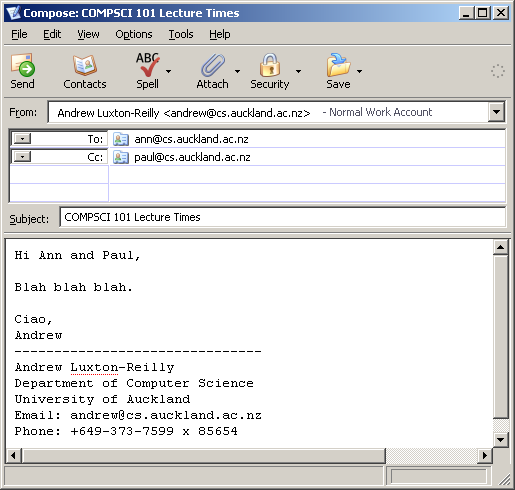 Compose: COMPSCI 101 Lecture Times
File Edit View Options Tools Help
Send Contacts Spell Attach Security Save
From: Andrew Luxton-Reilly <andrew@cs.auckland.ac.nz> - Normal Work Account
To: ann@cs.auckland.ac.nz
Cc: paul@cs.auckland.ac.nz
Subject: COMPSCI 101 Lecture Times
Hi Ann and Paul,
Blah blah blah.
Ciao,
Andrew
-------------------------------
Andrew Luxton-Reilly
Department of Computer Science
University of Auckland
Email: andrew@cs.auckland.ac.nz
Phone: +649-373-7599 x 85654